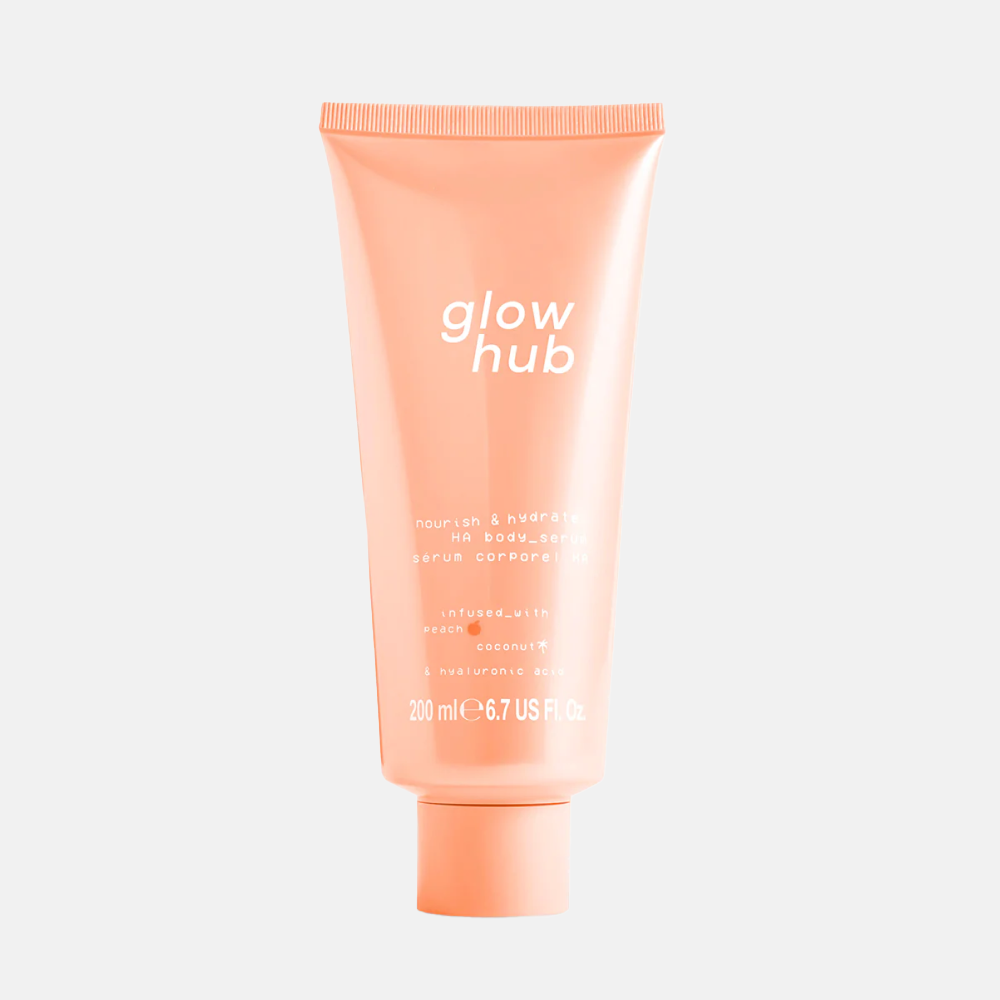 glow
hub
nourish & hydrate
HA body_serum
sérum corporel HA
infused_with
peach
coconut
& hyaluronic acid
200 ml℮6.7 US Fl. Oz.